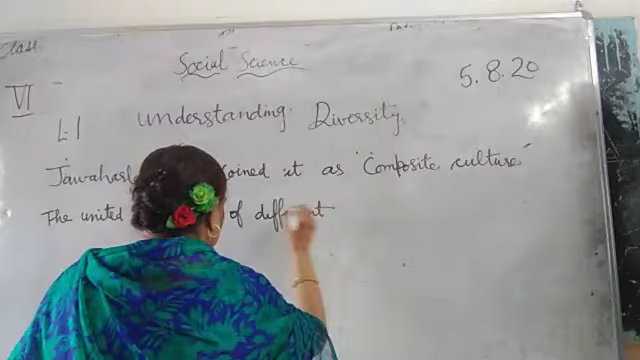 Class
Social Science
5.8.20
VI
L.1 Understanding Diversity
coined it as "Composite culture"
The united of different